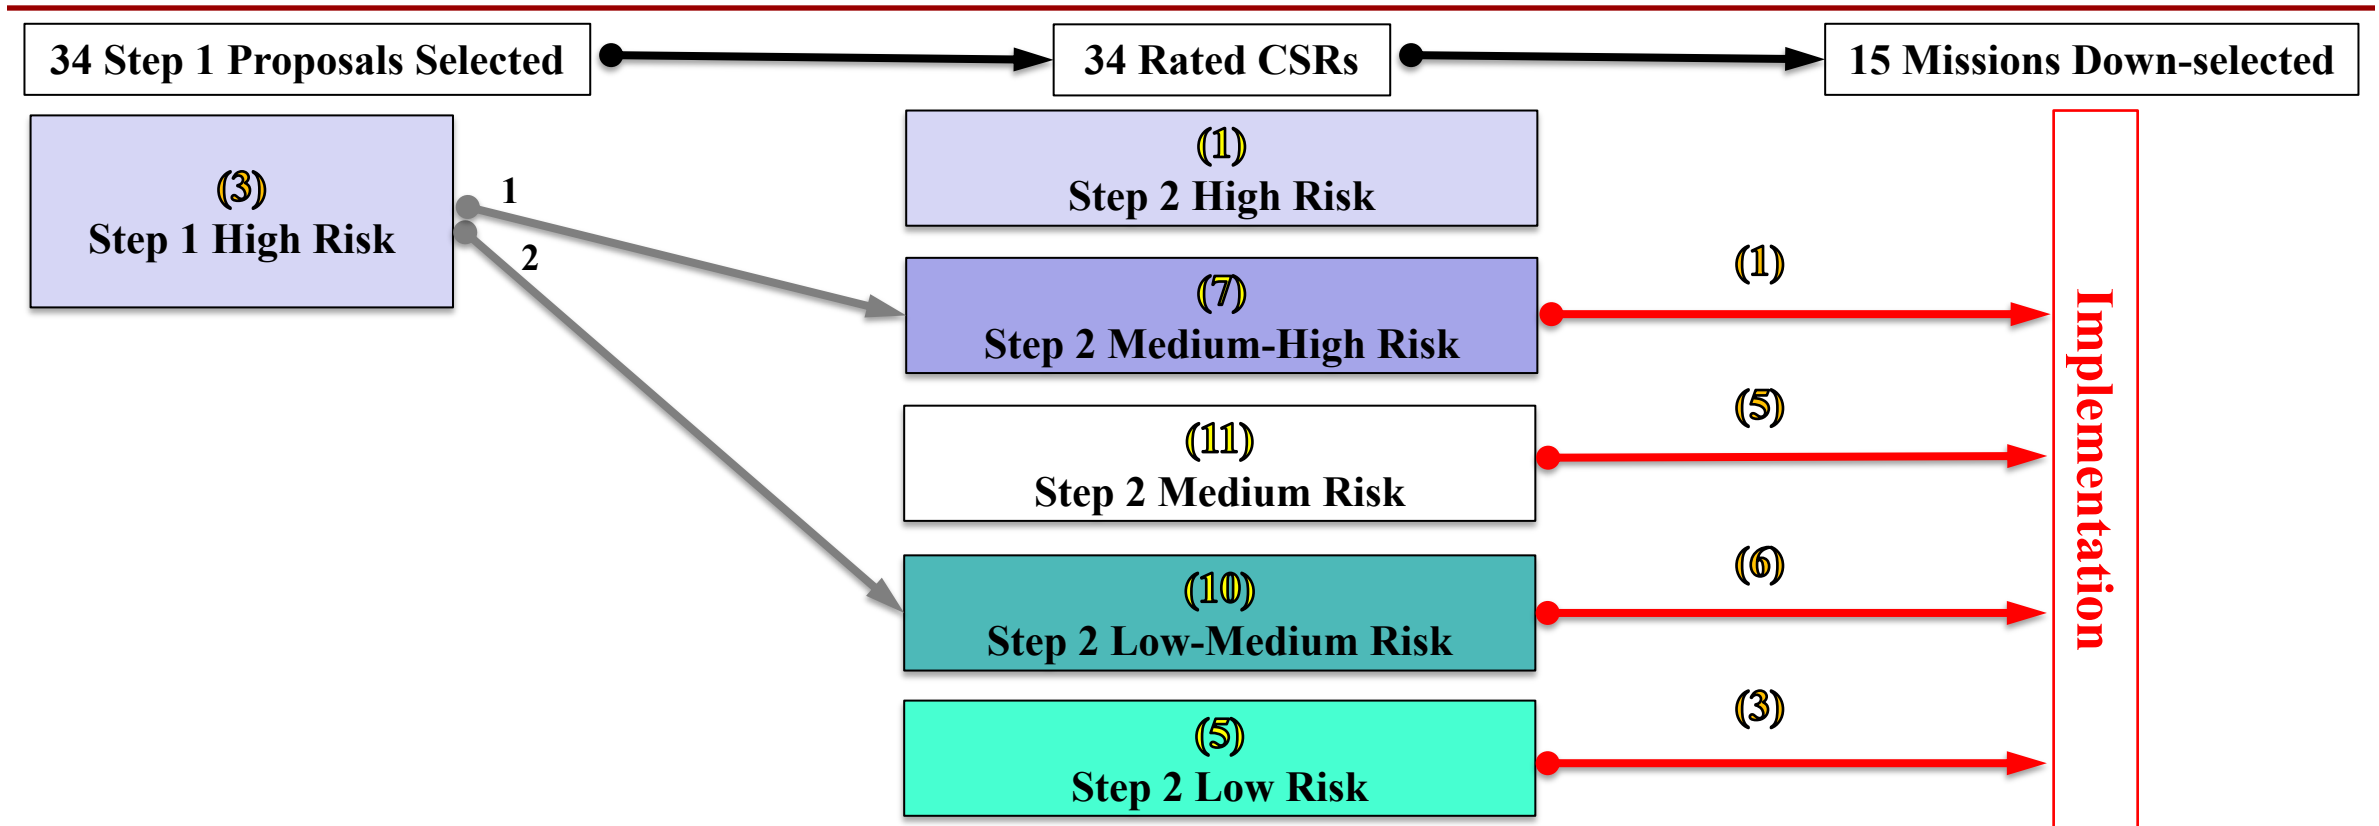 34 Step 1 Proposals Selected
34 Rated CSRs
15 Missions Down-selected
(3)
Step 1 High Risk
1
2
(1)
Step 2 High Risk
(7)
Step 2 Medium-High Risk
(11)
Step 2 Medium Risk
(10)
Step 2 Low-Medium Risk
(5)
Step 2 Low Risk
(1)
(5)
(6)
(3)
Implementation